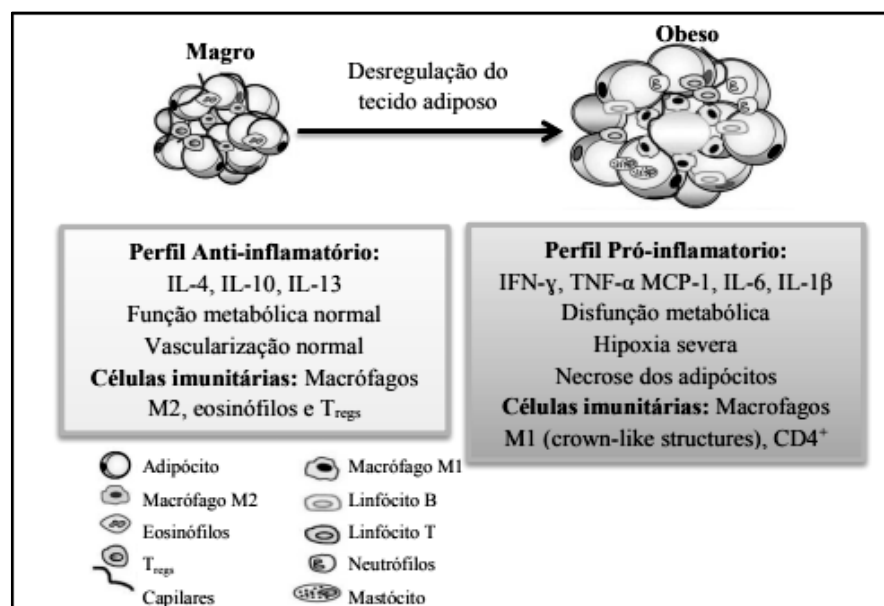 Magro
Obeso
Desregulação do
tecido adiposo
Perfil Anti-inflamatório:
IL-4, IL-10, IL-13
Função metabólica normal
Vascularização normal
Células imunitárias: Macrófagos
M2, eosinófilos e Tregs
Perfil Pró-inflamatorio:
IFN-ɣ, TNF-α MCP-1, IL-6, IL-1β
Disfunção metabólica
Hipoxia severa
Necrose dos adipócitos
Células imunitárias: Macrofagos
M1 (crown-like structures), CD4⁺
Adipócito
Macrófago M2
Eosinófilos
Tregs
Capilares
Macrófago M1
Linfócito B
Linfócito T
Neutrófilos
Mastócito